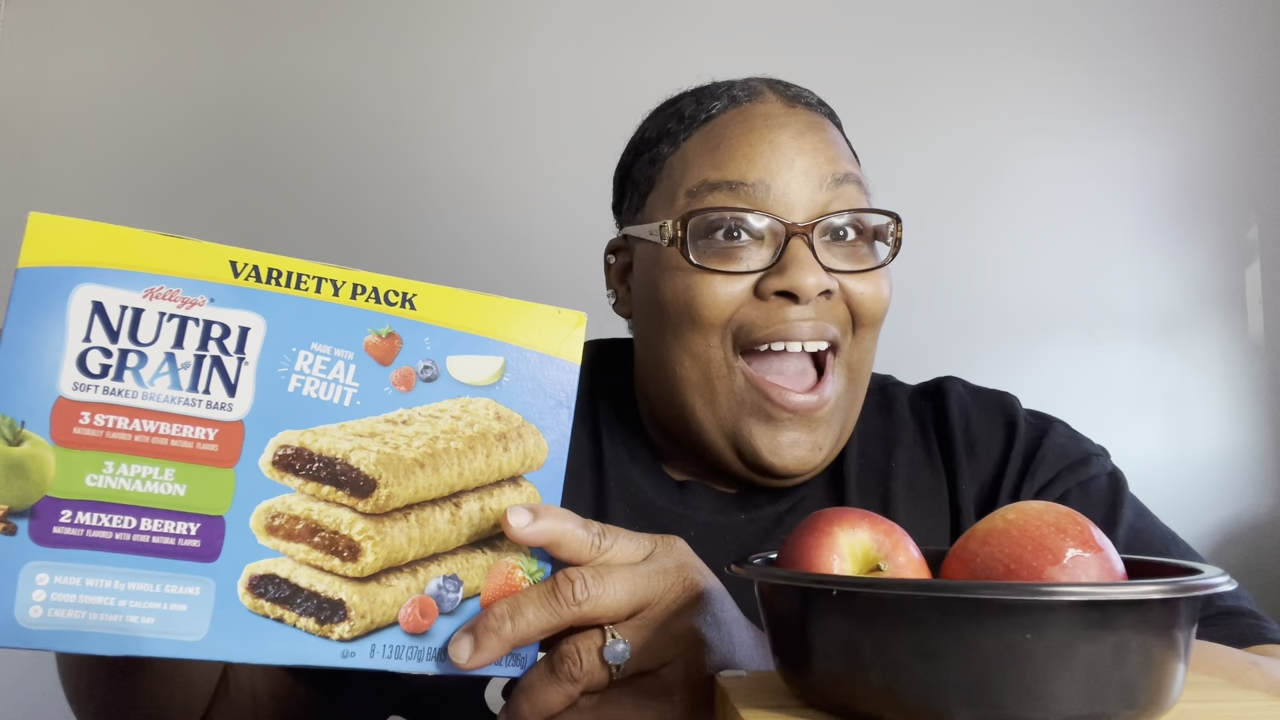 VARIETY PACK
Kellogg's
NUTRI
GRAIN
SOFT BAKED BREAKFAST BARS
MADE WITH
REAL
FRUIT
3 STRAWBERRY
NATURALLY FLAVORED WITH OTHER NATURAL FLAVORS
3 APPLE
CINNAMON
2 MIXED BERRY
NATURALLY FLAVORED WITH OTHER NATURAL FLAVORS
MADE WITH 8g WHOLE GRAINS
GOOD SOURCE OF CALCIUM & IRON
ENERGY TO START THE DAY
8 - 1.3 OZ (37g) BARS OZ (296g)